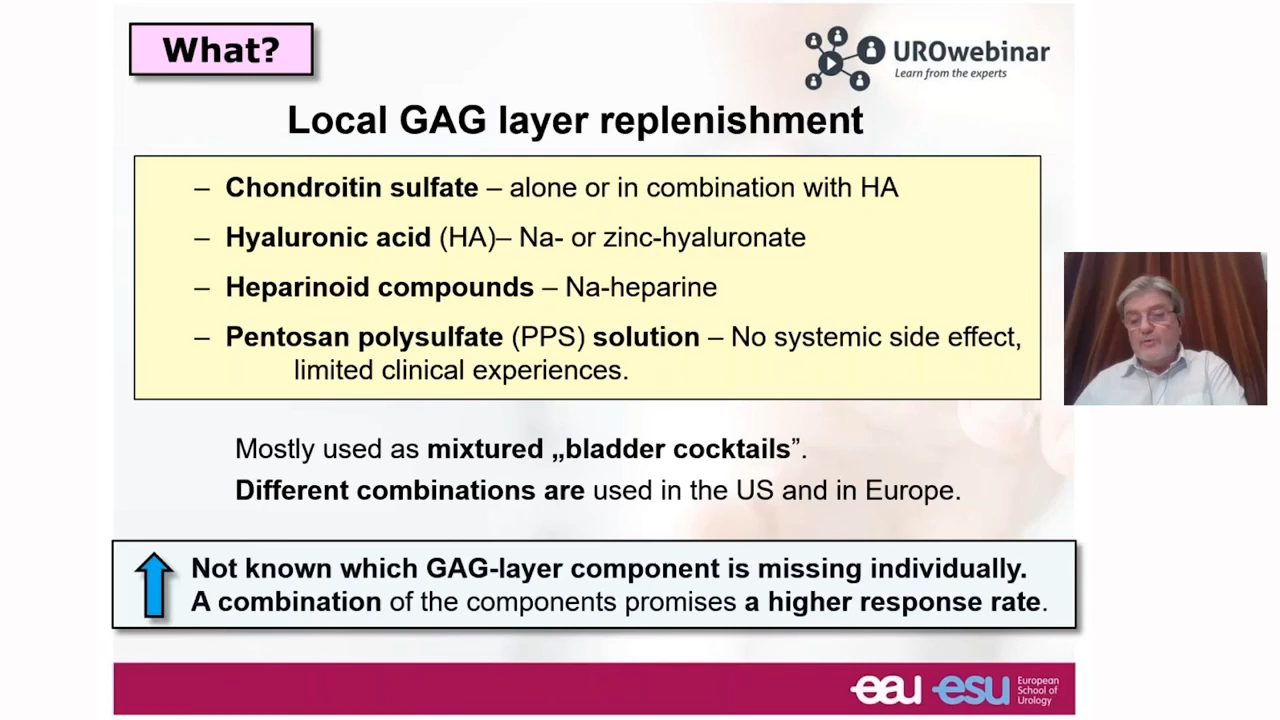 What?
UROwebinar
Learn from the experts
Local GAG layer replenishment
– Chondroitin sulfate – alone or in combination with HA
– Hyaluronic acid (HA)– Na- or zinc-hyaluronate
– Heparinoid compounds – Na-heparine
– Pentosan polysulfate (PPS) solution – No systemic side effect,
limited clinical experiences.
Mostly used as mixtured „bladder cocktails”.
Different combinations are used in the US and in Europe.
Not known which GAG-layer component is missing individually.
A combination of the components promises a higher response rate.
eau esu European
School of
Urology